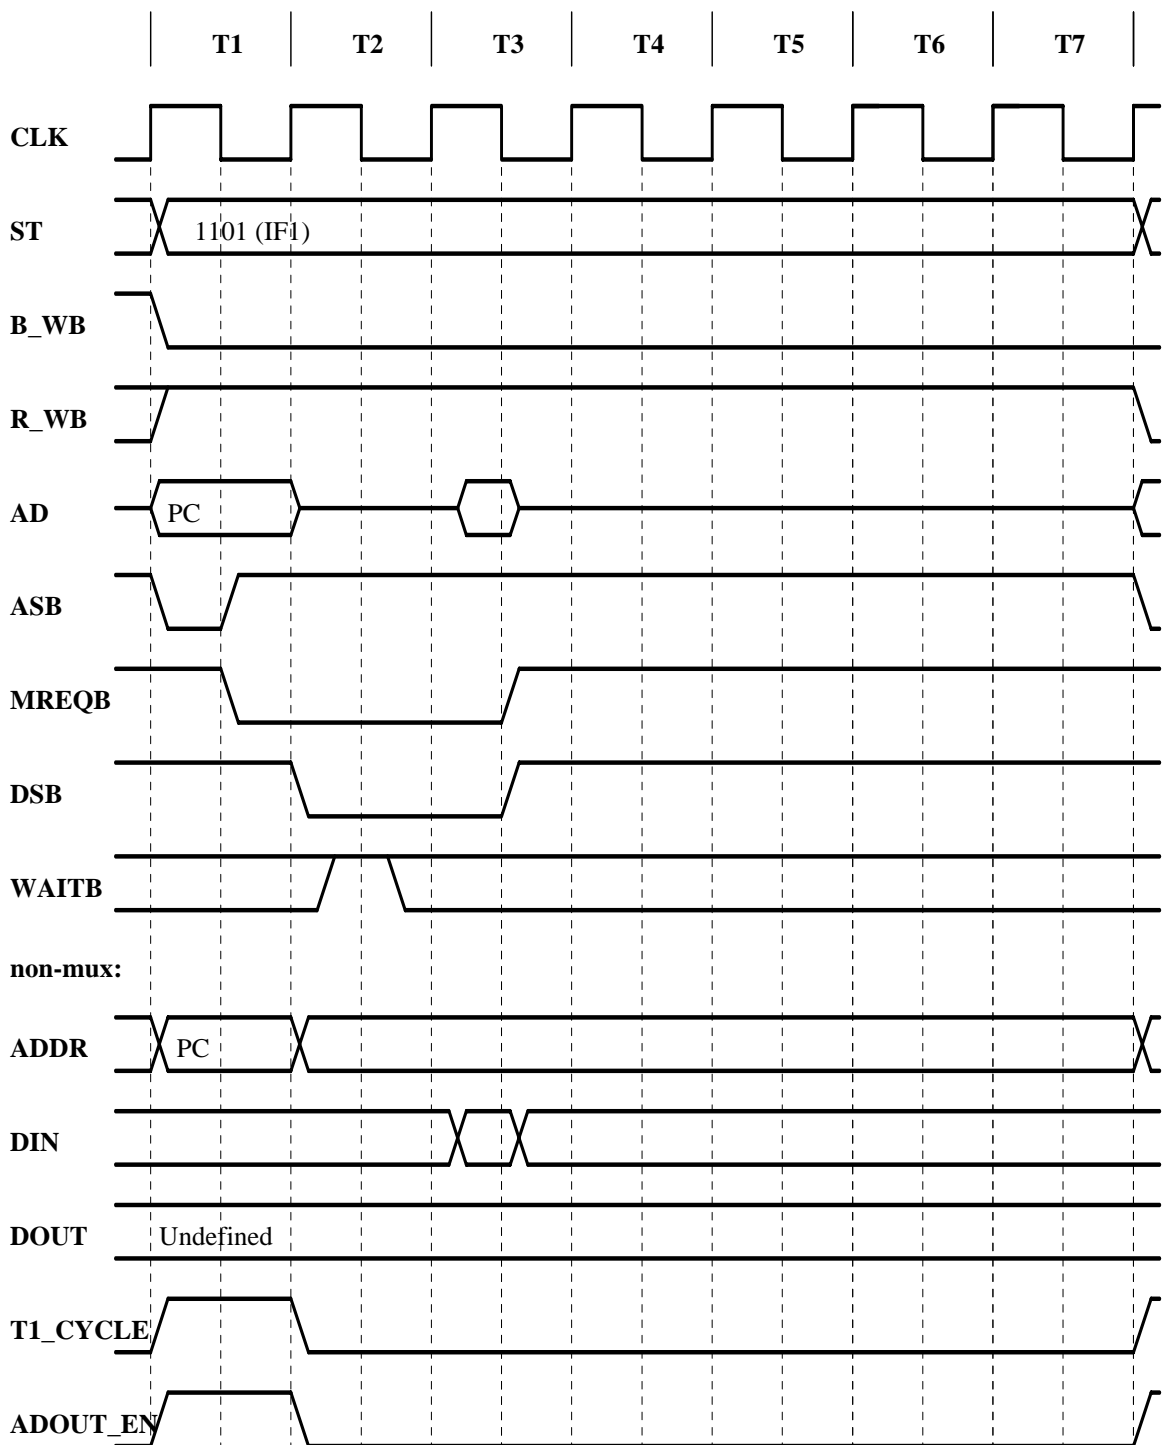 T1 T2 T3 T4 T5 T6 T7
CLK
ST 1101 (IF1)
B_WB
R_WB
AD PC
ASB
MREQB
DSB
WAITB
non-mux:
ADDR PC
DIN
DOUT Undefined
T1_CYCLE
ADOUT_EN